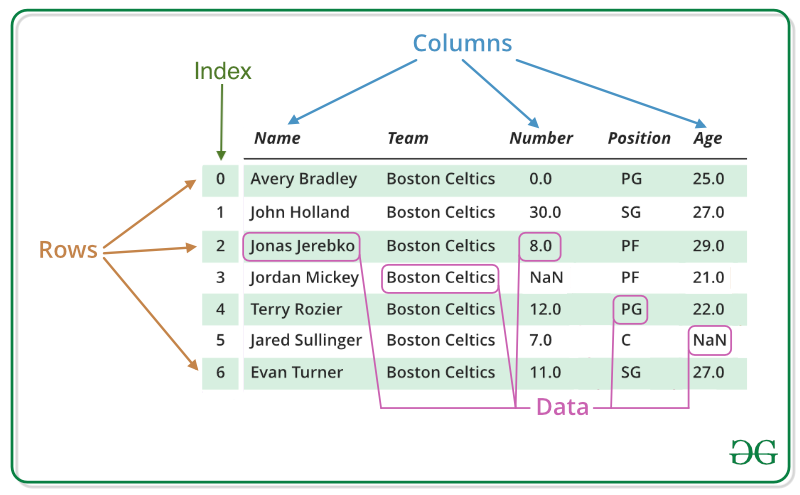 Columns
Index
Name Team Number Position Age
0 Avery Bradley Boston Celtics 0.0 PG 25.0
1 John Holland Boston Celtics 30.0 SG 27.0
Rows
2 Jonas Jerebko Boston Celtics 8.0 PF 29.0
3 Jordan Mickey Boston Celtics NaN PF 21.0
4 Terry Rozier Boston Celtics 12.0 PG 22.0
5 Jared Sullinger Boston Celtics 7.0 C NaN
6 Evan Turner Boston Celtics 11.0 SG 27.0
Data